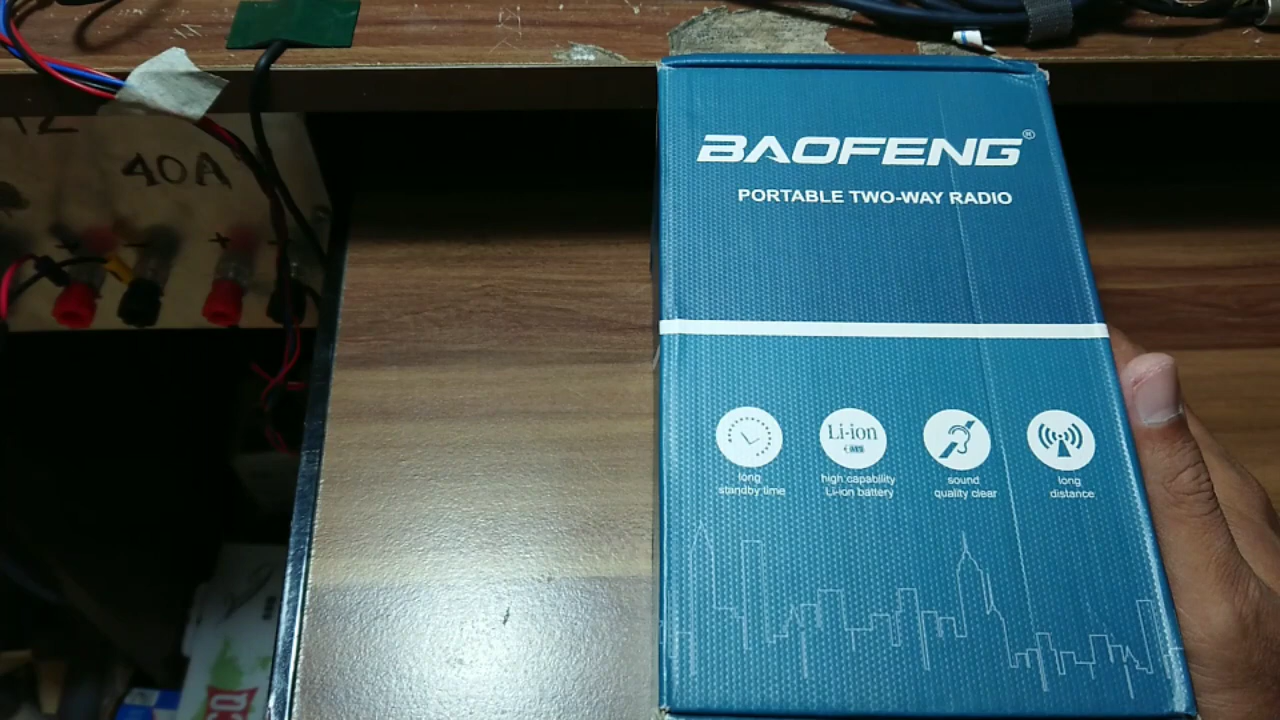 12
40A
- + -
BAOFENG®
PORTABLE TWO-WAY RADIO
Li-ion
long
standby time
high capability
Li-ion battery
sound
quality clear
long
distance